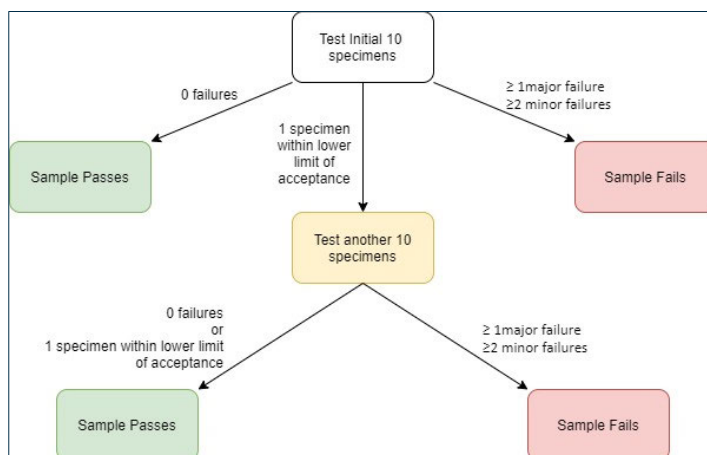 Test Initial 10
specimens
0 failures
≥ 1major failure
≥2 minor failures
1 specimen
within lower
limit of
acceptance
Sample Passes
Sample Fails
Test another 10
specimens
0 failures
or
1 specimen within lower limit
of acceptance
≥ 1major failure
≥2 minor failures
Sample Passes
Sample Fails